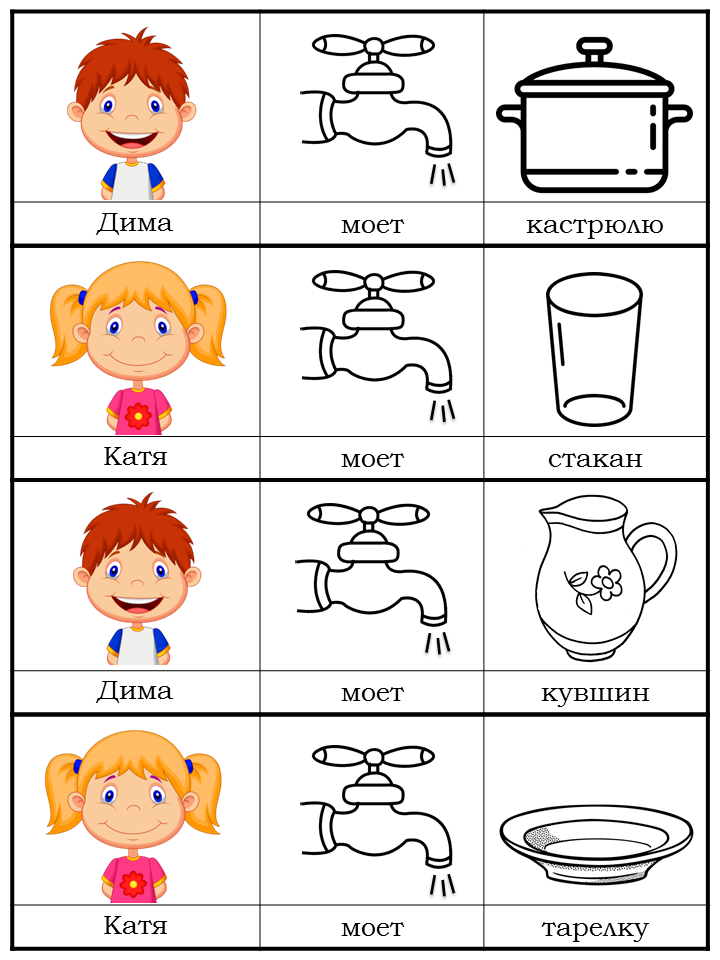 Дима моет кастрюлю
Катя моет стакан
Дима моет кувшин
Катя моет тарелку